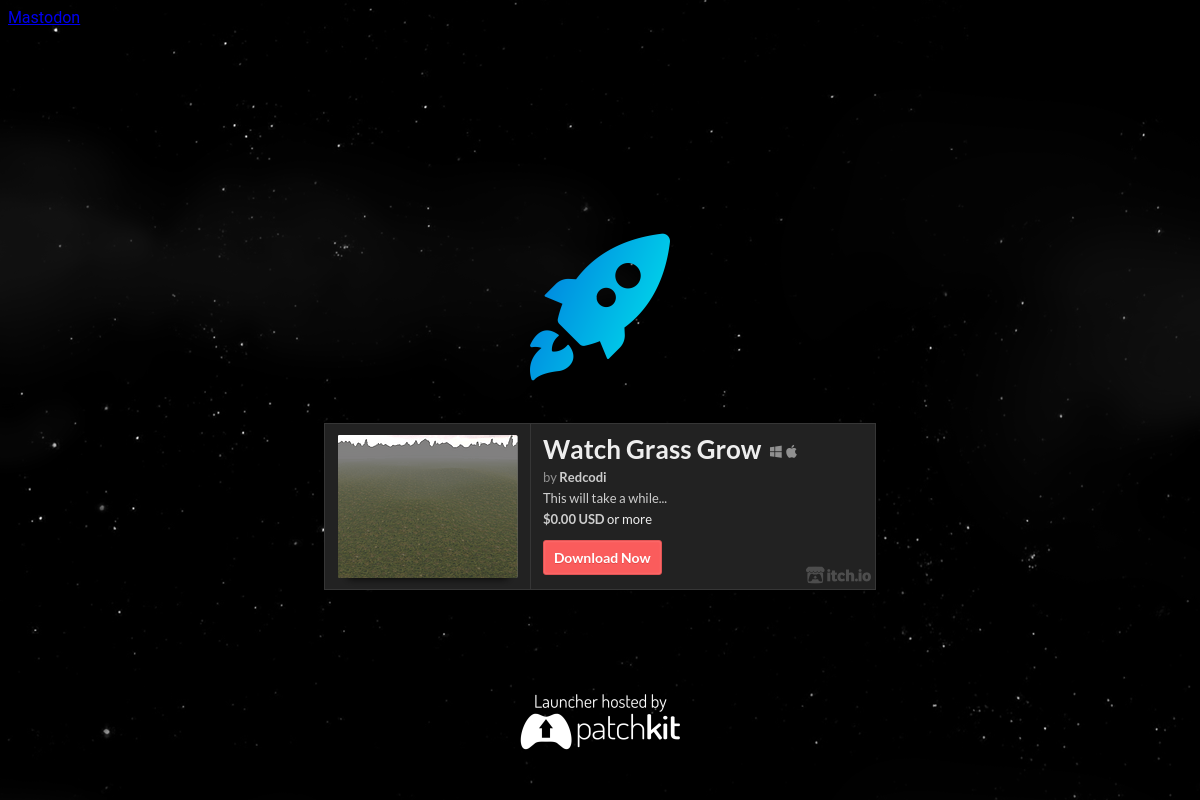 Mastodon
Watch Grass Grow
by Redcodi
This will take a while...
$0.00 USD or more
Download Now
itch.io
Launcher hosted by
patchkit